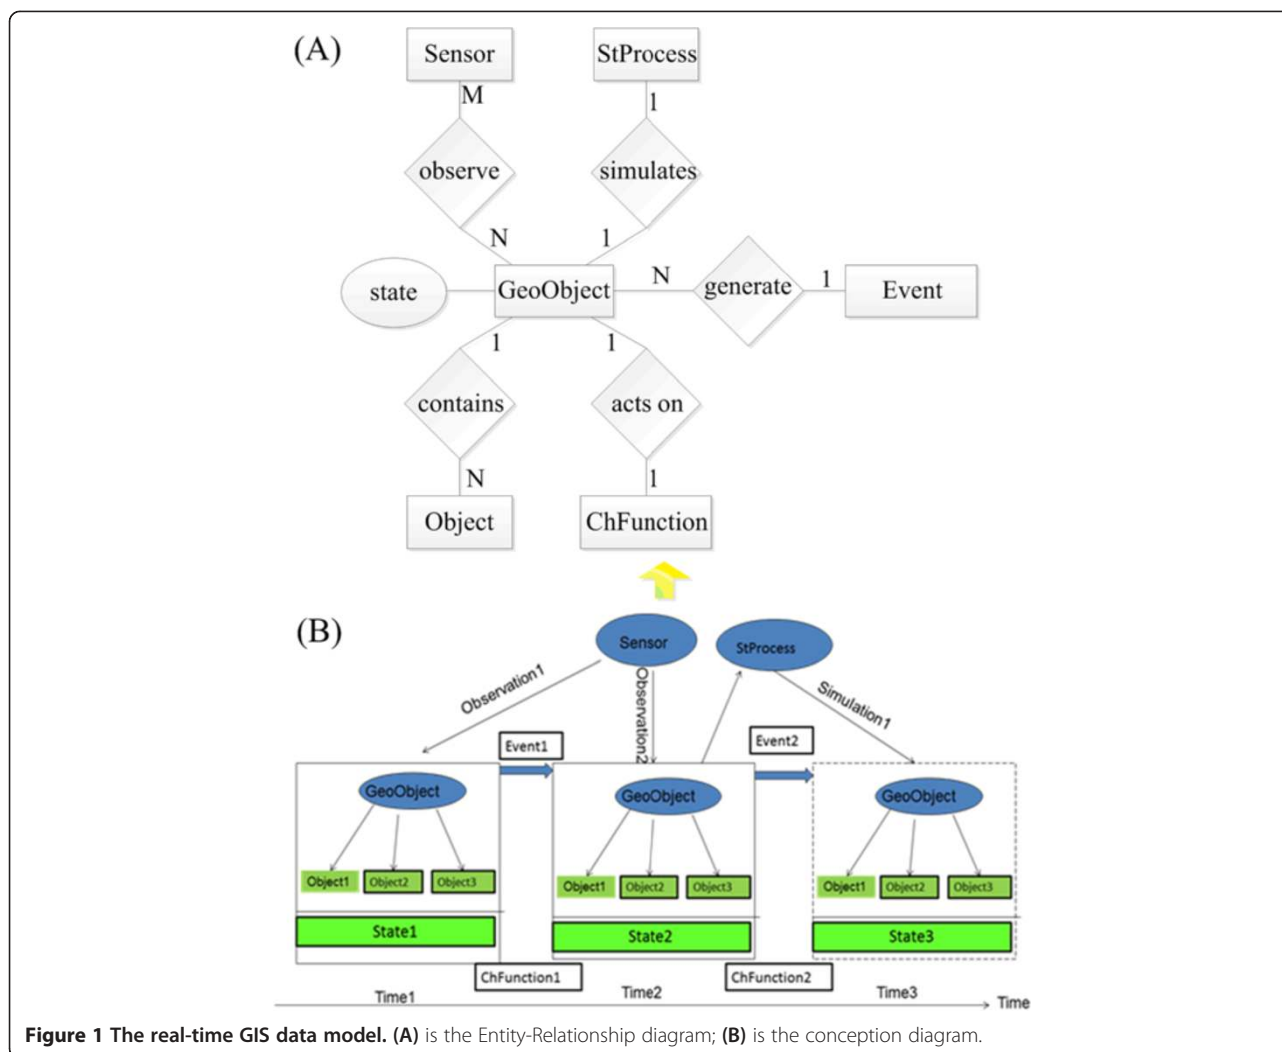 (A)
Sensor
StProcess
M
1
observe
simulates
N
1
state
GeoObject
N
generate
1
Event
1
1
contains
acts on
N
1
Object
ChFunction
(B)
Sensor
StProcess
Observation1
Observation2
Simulation1
Event1
Event2
GeoObject
GeoObject
GeoObject
Object1
Object2
Object3
Object1
Object2
Object3
Object1
Object2
Object3
State1
State2
State3
ChFunction1
ChFunction2
Time1
Time2
Time3
Time
Figure 1 The real-time GIS data model. (A) is the Entity-Relationship diagram; (B) is the conception diagram.